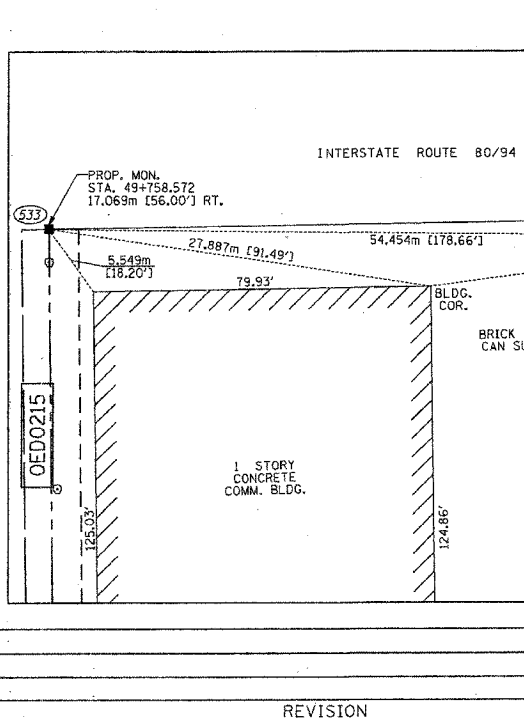 INTERSTATE ROUTE 80/94
PROP. MON.
STA. 49+758.572
17.069m [56.00'] RT.
533
27.887m [91.49']
54.454m [178.66']
5.549m
[18.20']
79.93'
BLDG.
COR.
BRICK
CAN
OED0215
1 STORY
CONCRETE
COMM. BLDG.
125.03'
124.86'
REVISION